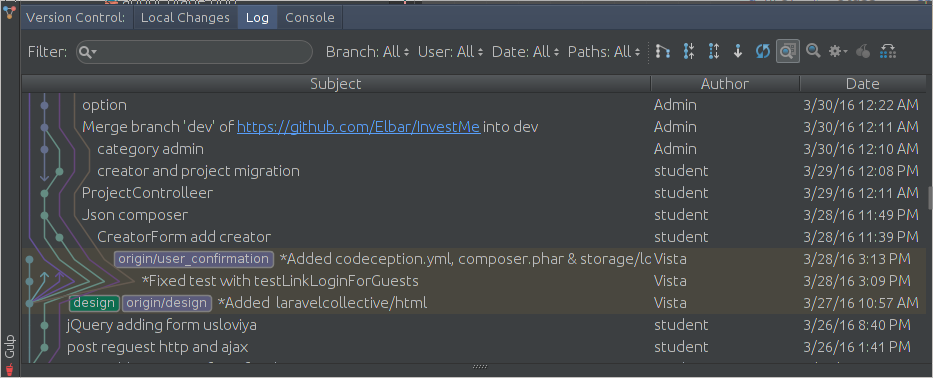 Version Control: Local Changes Log Console
Filter: Branch: All User: All Date: All Paths: All
Subject Author Date
option Admin 3/30/16 12:22 AM
Merge branch 'dev' of https://github.com/Elbar/InvestMe into dev Admin 3/30/16 12:11 AM
category admin Admin 3/30/16 12:10 AM
creator and project migration student 3/29/16 12:08 PM
ProjectControlleer student 3/29/16 12:11 AM
Json composer student 3/28/16 11:49 PM
CreatorForm add creator student 3/28/16 11:39 PM
origin/user_confirmation *Added codeception.yml, composer.phar & storage/lc Vista 3/28/16 3:13 PM
*Fixed test with testLinkLoginForGuests Vista 3/28/16 3:09 PM
design origin/design *Added laravelcollective/html Vista 3/27/16 10:57 AM
jQuery adding form usloviya student 3/26/16 8:40 PM
post reguest http and ajax student 3/26/16 1:41 PM
Gulp